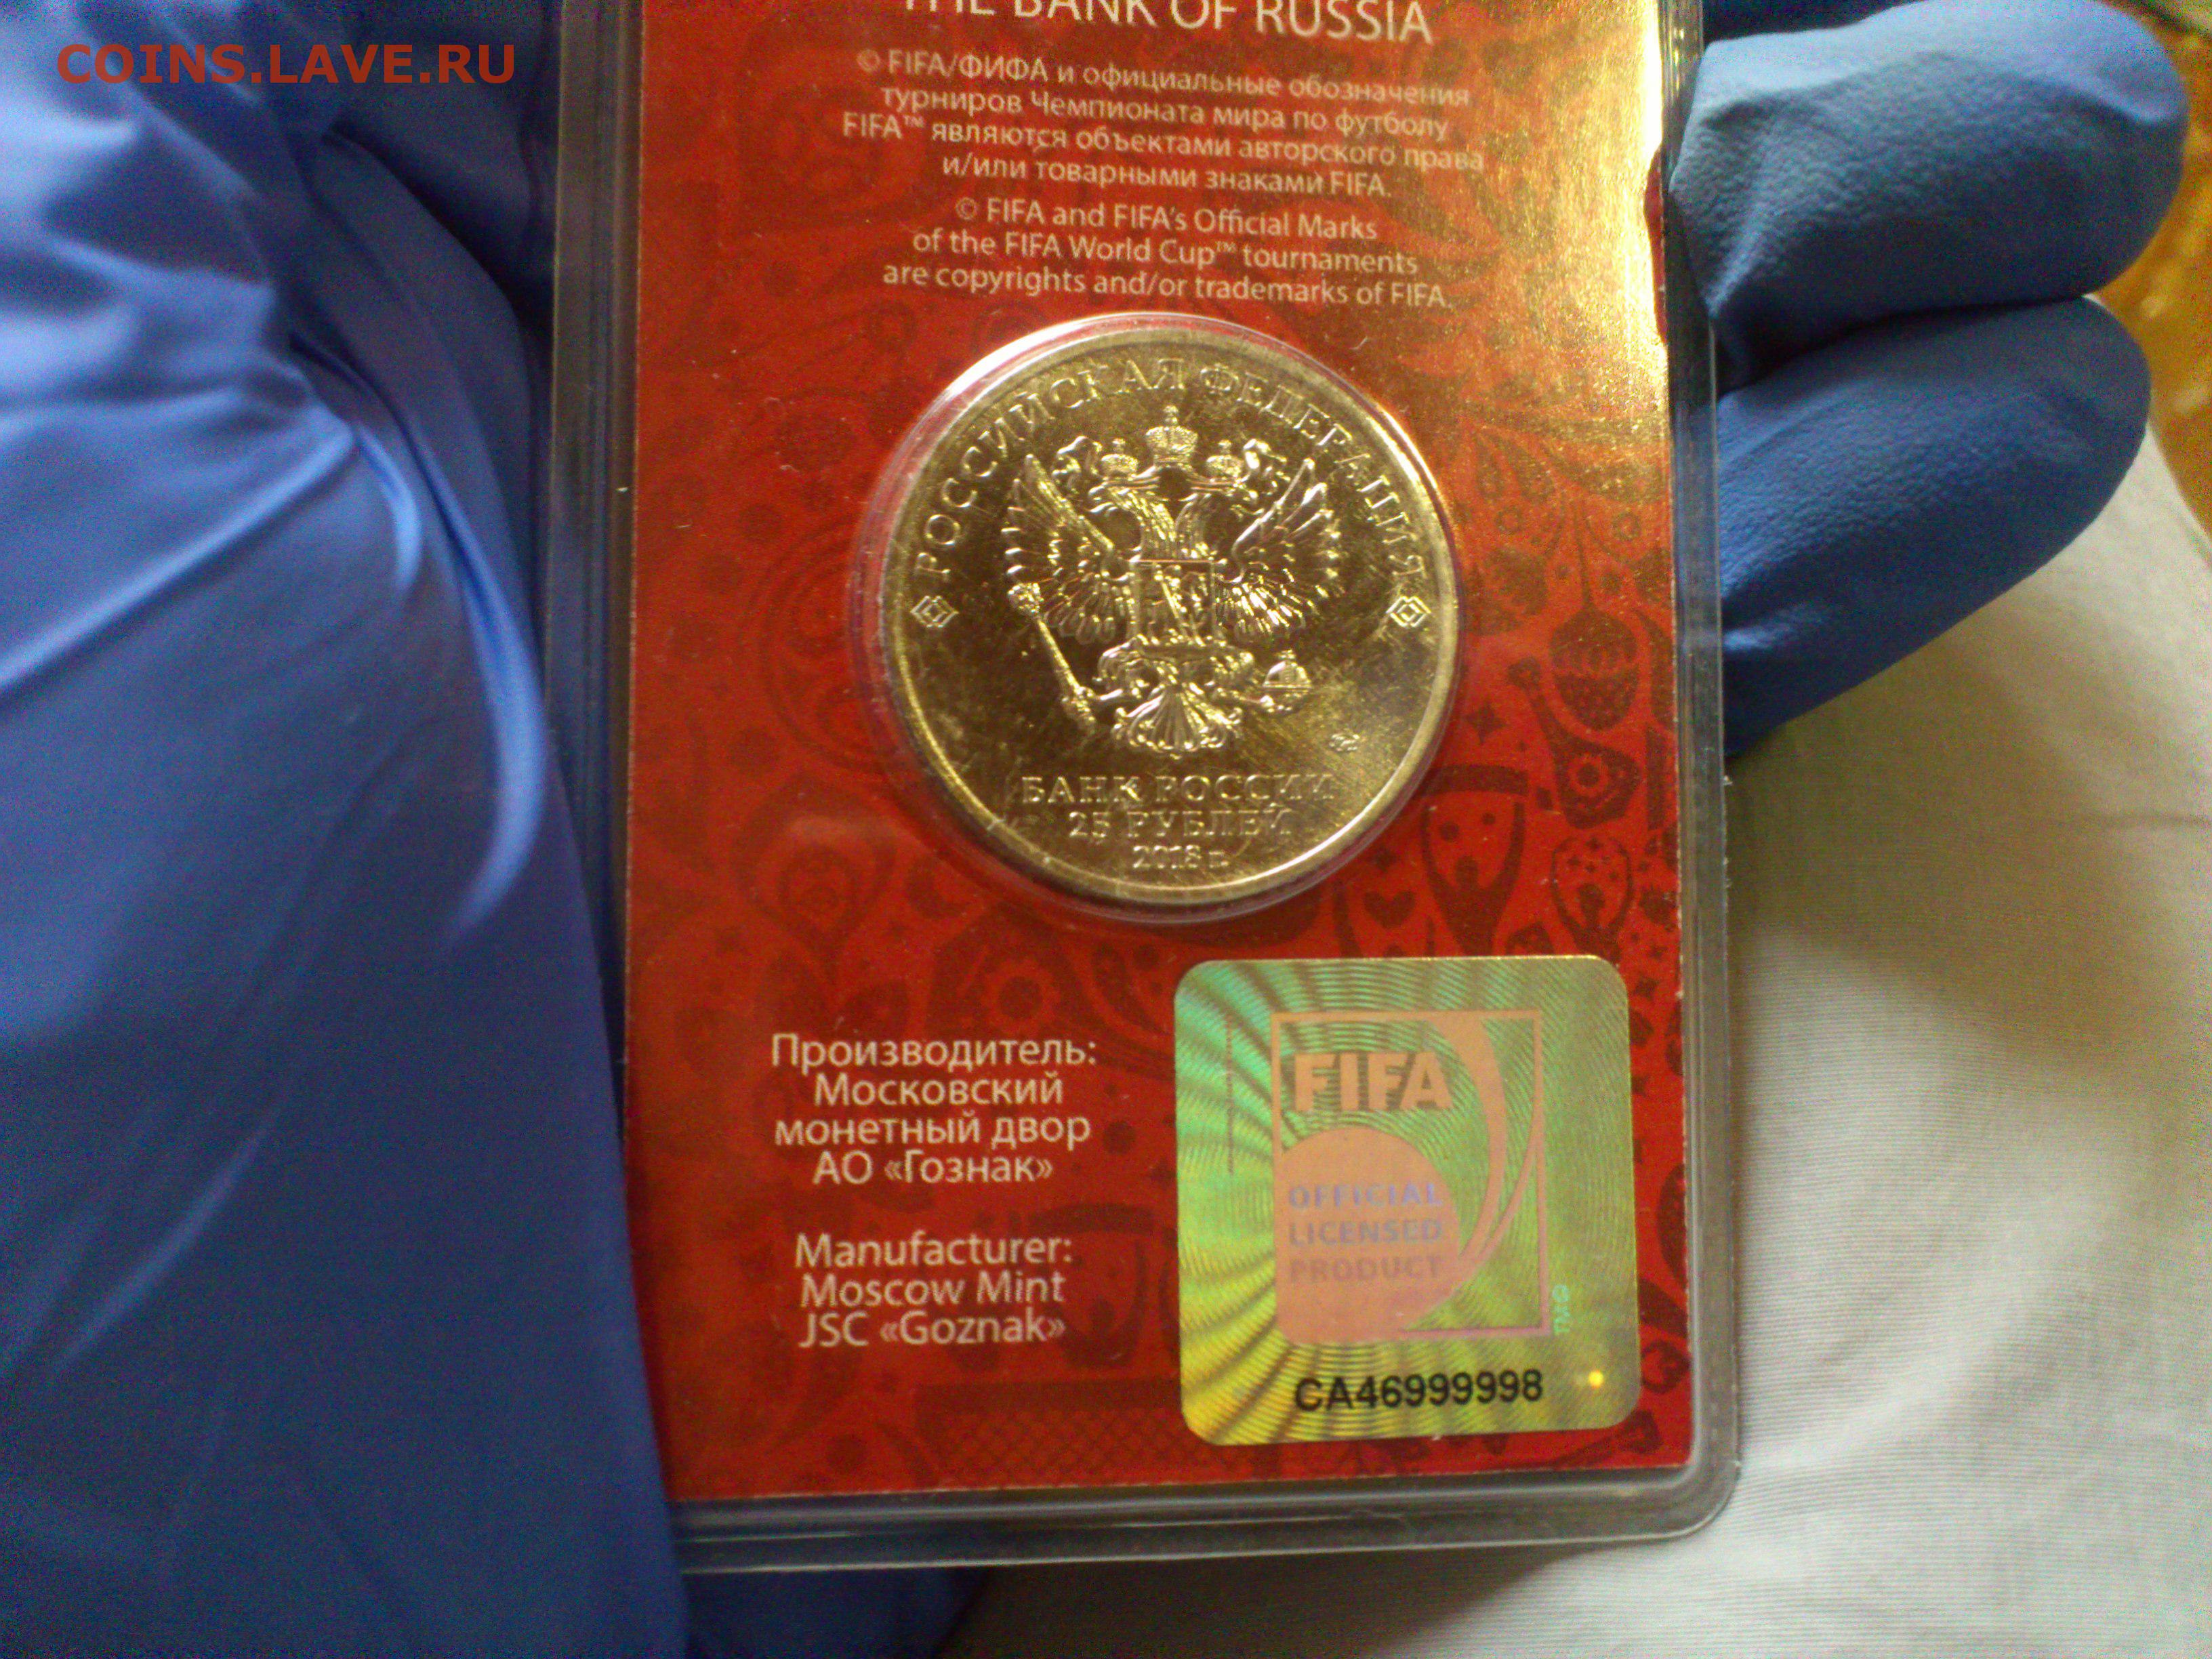 COINS.LAVE.RU
THE BANK OF RUSSIA
© FIFA/ФИФА и официальные обозначения
турниров Чемпионата мира по футболу
FIFA™ являются объектами авторского права
и/или товарными знаками FIFA.
© FIFA and FIFA's Official Marks
of the FIFA World Cup™ tournaments
are copyrights and/or trademarks of FIFA.
РОССИЙСКАЯ ФЕДЕРАЦИЯ
БАНК РОССИИ
25 РУБЛЕЙ
2018 г.
Производитель:
Московский
монетный двор
АО «Гознак»
Manufacturer:
Moscow Mint
JSC «Goznak»
FIFA
OFFICIAL
LICENSED
PRODUCT
CA46999998